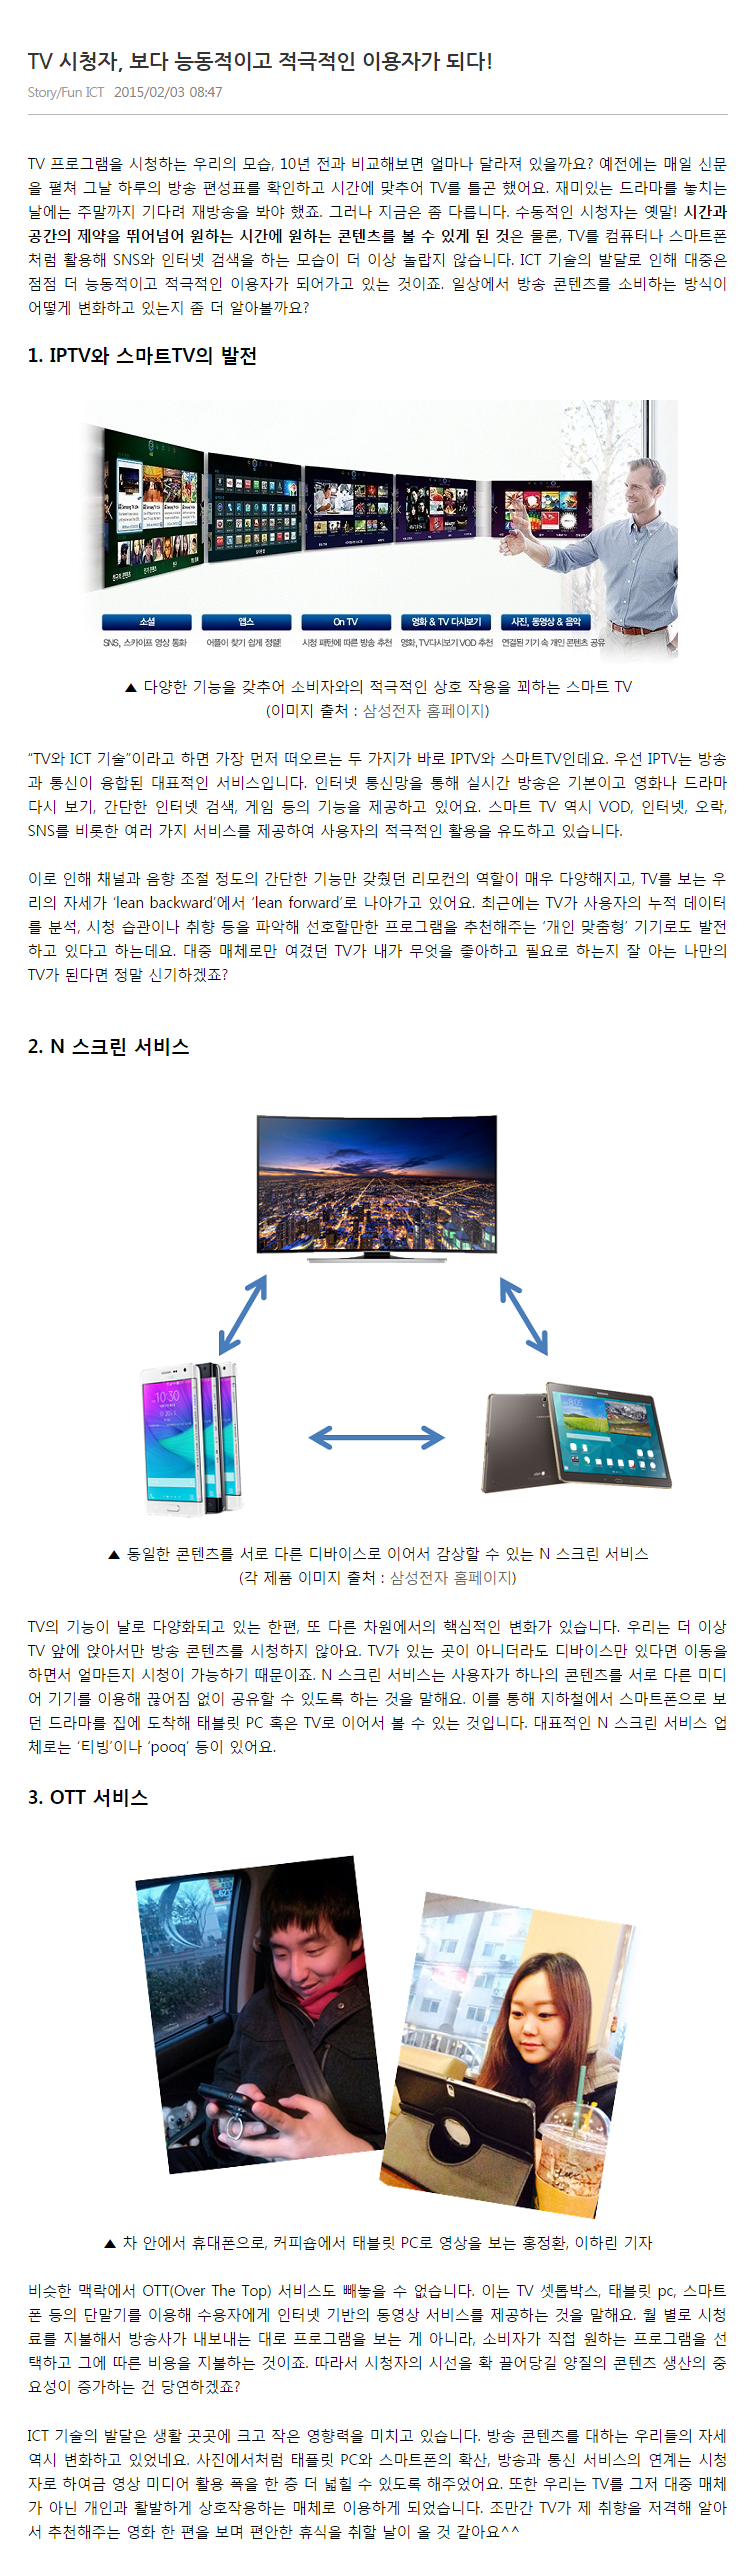 TV 시청자, 보다 능동적이고 적극적인 이용자가 되다!
Story/Fun ICT 2015/02/03 08:47
TV 프로그램을 시청하는 우리의 모습, 10년 전과 비교해보면 얼마나 달라져 있을까요? 예전에는 매일 신문
을 펼쳐 그날 하루의 방송 편성표를 확인하고 시간에 맞추어 TV를 틀곤 했어요. 재미있는 드라마를 놓치는
날에는 주말까지 기다려 재방송을 봐야 했죠. 그러나 지금은 좀 다릅니다. 수동적인 시청자는 옛말! 시간과
공간의 제약을 뛰어넘어 원하는 시간에 원하는 콘텐츠를 볼 수 있게 된 것은 물론, TV를 컴퓨터나 스마트폰
처럼 활용해 SNS와 인터넷 검색을 하는 모습이 더 이상 놀랍지 않습니다. ICT 기술의 발달로 인해 대중은
점점 더 능동적이고 적극적인 이용자가 되어가고 있는 것이죠. 일상에서 방송 콘텐츠를 소비하는 방식이
어떻게 변화하고 있는지 좀 더 알아볼까요?
1. IPTV와 스마트TV의 발전
소셜 앱스 On TV 영화 & TV 다시보기 사진, 동영상 & 음악
SNS, 스카이프 영상 통화 어플이 찾기 쉽게 정렬! 시청 패턴에 따른 방송 추천 영화, TV다시보기 VOD 추천 연결된 기기 속 개인 콘텐츠 공유
▲ 다양한 기능을 갖추어 소비자와의 적극적인 상호 작용을 꾀하는 스마트 TV
(이미지 출처 : 삼성전자 홈페이지)
“TV와 ICT 기술”이라고 하면 가장 먼저 떠오르는 두 가지가 바로 IPTV와 스마트TV인데요. 우선 IPTV는 방송
과 통신이 융합된 대표적인 서비스입니다. 인터넷 통신망을 통해 실시간 방송은 기본이고 영화나 드라마
다시 보기, 간단한 인터넷 검색, 게임 등의 기능을 제공하고 있어요. 스마트 TV 역시 VOD, 인터넷, 오락,
SNS를 비롯한 여러 가지 서비스를 제공하여 사용자의 적극적인 활용을 유도하고 있습니다.
이로 인해 채널과 음향 조절 정도의 간단한 기능만 갖췄던 리모컨의 역할이 매우 다양해지고, TV를 보는 우
리의 자세가 ‘lean backward’에서 ‘lean forward’로 나아가고 있어요. 최근에는 TV가 사용자의 누적 데이터
를 분석, 시청 습관이나 취향 등을 파악해 선호할만한 프로그램을 추천해주는 ‘개인 맞춤형’ 기기로도 발전
하고 있다고 하는데요. 대중 매체로만 여겼던 TV가 내가 무엇을 좋아하고 필요로 하는지 잘 아는 나만의
TV가 된다면 정말 신기하겠죠?
2. N 스크린 서비스
▲ 동일한 콘텐츠를 서로 다른 디바이스로 이어서 감상할 수 있는 N 스크린 서비스
(각 제품 이미지 출처 : 삼성전자 홈페이지)
TV의 기능이 날로 다양화되고 있는 한편, 또 다른 차원에서의 핵심적인 변화가 있습니다. 우리는 더 이상
TV 앞에 앉아서만 방송 콘텐츠를 시청하지 않아요. TV가 있는 곳이 아니더라도 디바이스만 있다면 이동을
하면서 얼마든지 시청이 가능하기 때문이죠. N 스크린 서비스는 사용자가 하나의 콘텐츠를 서로 다른 미디
어 기기를 이용해 끊어짐 없이 공유할 수 있도록 하는 것을 말해요. 이를 통해 지하철에서 스마트폰으로 보
던 드라마를 집에 도착해 태블릿 PC 혹은 TV로 이어서 볼 수 있는 것입니다. 대표적인 N 스크린 서비스 업
체로는 ‘티빙’이나 ‘pooq’ 등이 있어요.
3. OTT 서비스
▲ 차 안에서 휴대폰으로, 커피숍에서 태블릿 PC로 영상을 보는 홍정환, 이하린 기자
비슷한 맥락에서 OTT(Over The Top) 서비스도 빼놓을 수 없습니다. 이는 TV 셋톱박스, 태블릿 pc, 스마트
폰 등의 단말기를 이용해 수용자에게 인터넷 기반의 동영상 서비스를 제공하는 것을 말해요. 월 별로 시청
료를 지불해서 방송사가 내보내는 대로 프로그램을 보는 게 아니라, 소비자가 직접 원하는 프로그램을 선
택하고 그에 따른 비용을 지불하는 것이죠. 따라서 시청자의 시선을 확 끌어당길 양질의 콘텐츠 생산의 중
요성이 증가하는 건 당연하겠죠?
ICT 기술의 발달은 생활 곳곳에 크고 작은 영향력을 미치고 있습니다. 방송 콘텐츠를 대하는 우리들의 자세
역시 변화하고 있었네요. 사진에서처럼 태플릿 PC와 스마트폰의 확산, 방송과 통신 서비스의 연계는 시청
자로 하여금 영상 미디어 활용 폭을 한 층 더 넓힐 수 있도록 해주었어요. 또한 우리는 TV를 그저 대중 매체
가 아닌 개인과 활발하게 상호작용하는 매체로 이용하게 되었습니다. 조만간 TV가 제 취향을 저격해 알아
서 추천해주는 영화 한 편을 보며 편안한 휴식을 취할 날이 올 것 같아요^^